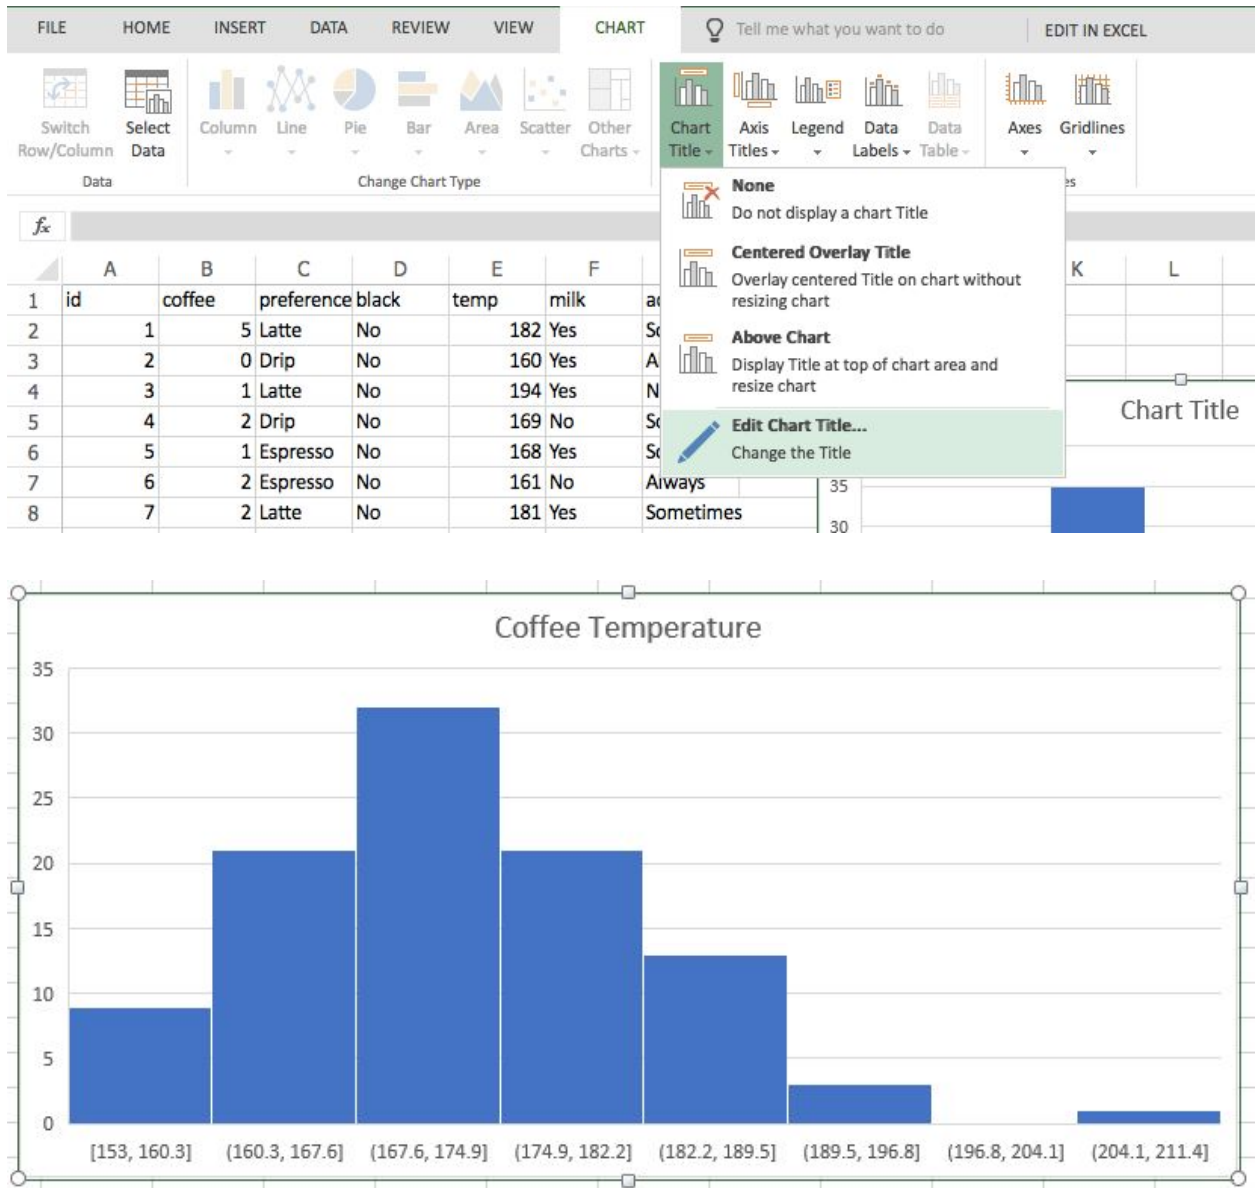 FILE HOME INSERT DATA REVIEW VIEW CHART Tell me what you want to do EDIT IN EXCEL
Switch Row/Column
Select Data
Data
Column
Line
Pie
Bar
Area
Scatter
Other Charts
Change Chart Type
Chart Title
Axis Titles
Legend
Data Labels
Data Table
Axes
Gridlines
None
Do not display a chart Title
Centered Overlay Title
Overlay centered Title on chart without
resizing chart
Above Chart
Display Title at top of chart area and
resize chart
Edit Chart Title...
Change the Title
fx
A B C D E F K L
1 id coffee preference black temp milk
2 1 5 Latte No 182 Yes
3 2 0 Drip No 160 Yes
4 3 1 Latte No 194 Yes
5 4 2 Drip No 169 No
6 5 1 Espresso No 168 Yes
7 6 2 Espresso No 161 No Always
8 7 2 Latte No 181 Yes Sometimes
Chart Title
35
30
Coffee Temperature
35
30
25
20
15
10
5
0
[153, 160.3] (160.3, 167.6] (167.6, 174.9] (174.9, 182.2] (182.2, 189.5] (189.5, 196.8] (196.8, 204.1] (204.1, 211.4]